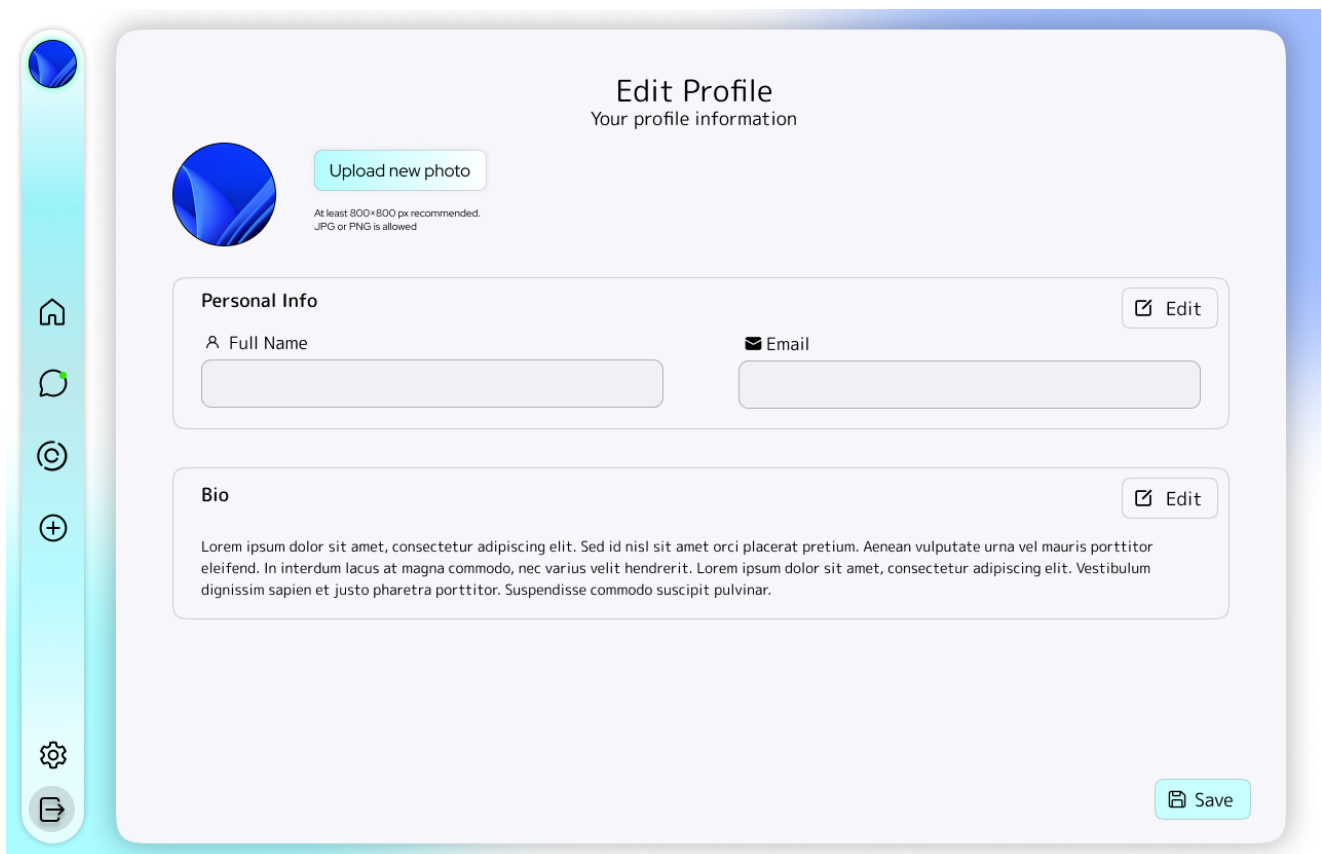 Edit Profile
Your profile information
Upload new photo
At least 800×800 px recommended.
JPG or PNG is allowed
Personal Info
Edit
Full Name
Email
Bio
Edit
Lorem ipsum dolor sit amet, consectetur adipiscing elit. Sed id nisl sit amet orci placerat pretium. Aenean vulputate urna vel mauris porttitor
eleifend. In interdum lacus at magna commodo, nec varius velit hendrerit. Lorem ipsum dolor sit amet, consectetur adipiscing elit. Vestibulum
dignissim sapien et justo pharetra porttitor. Suspendisse commodo suscipit pulvinar.
Save